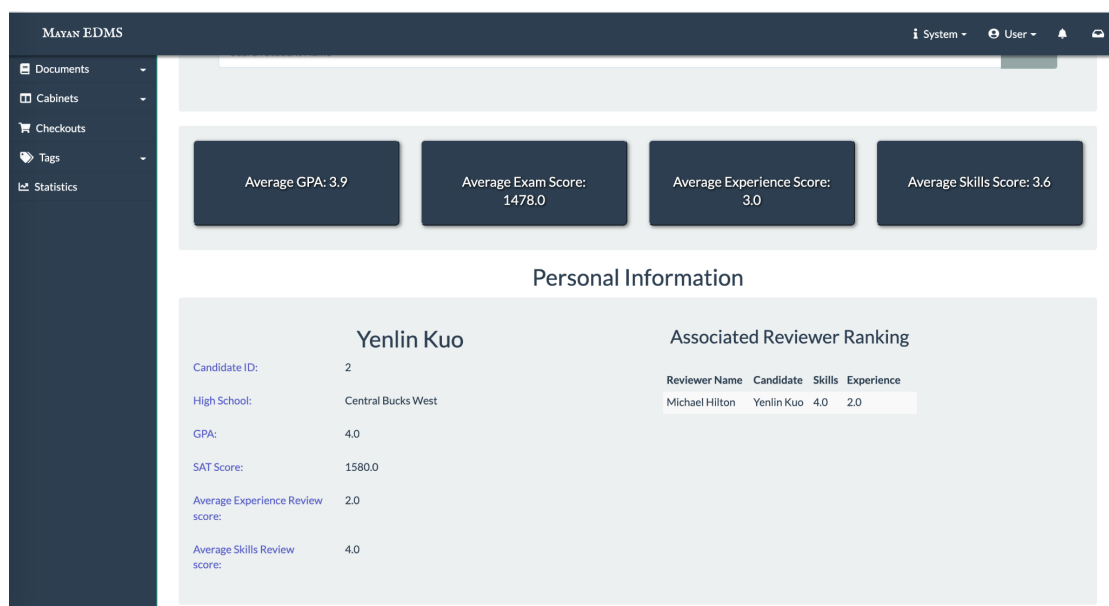 MAYAN EDMS
System
User
Documents
Cabinets
Checkouts
Tags
Statistics
Average GPA: 3.9
Average Exam Score:
1478.0
Average Experience Score:
3.0
Average Skills Score: 3.6
Personal Information
Yenlin Kuo
Candidate ID: 2
High School: Central Bucks West
GPA: 4.0
SAT Score: 1580.0
Average Experience Review 2.0
score:
Average Skills Review 4.0
score:
Associated Reviewer Ranking
Reviewer Name Candidate Skills Experience
Michael Hilton Yenlin Kuo 4.0 2.0